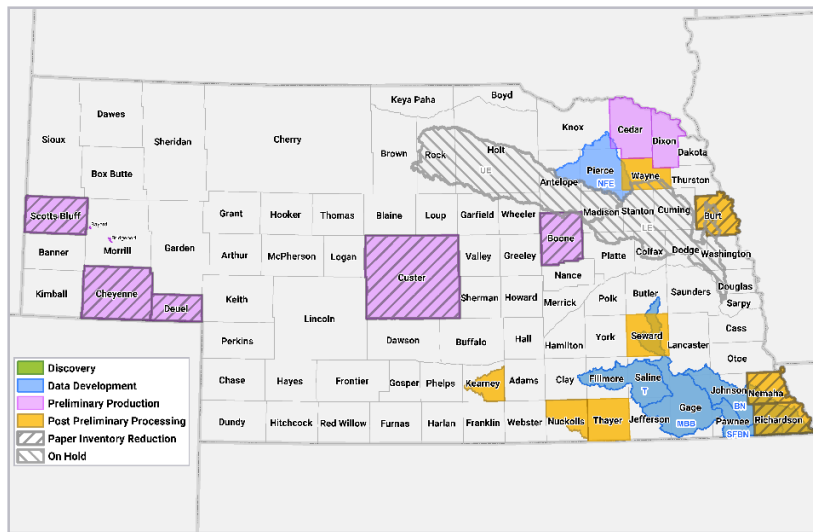 Dawes
Keya Paha
Boyd
Sioux
Sheridan
Cherry
Knox
Cedar
Dixon
Dakota
Brown
Rock
Holt
UE
Box Butte
Antelope
Pierce
NFE
Wayne
Thurston
Scotts Bluff
Bayard
Bridgeport
Morrill
Garden
Grant
Hooker
Thomas
Blaine
Loup
Garfield
Wheeler
Boone
Madison
Stanton
Cuming
Burt
LE
Banner
Arthur
McPherson
Logan
Custer
Valley
Greeley
Platte
Colfax
Dodge
Washington
Nance
Kimball
Cheyenne
Deuel
Keith
Lincoln
Sherman
Howard
Merrick
Polk
Butler
Saunders
Douglas
Sarpy
Perkins
Dawson
Buffalo
Hall
Hamilton
York
Seward
Lancaster
Cass
Otoe
Chase
Hayes
Frontier
Gosper
Phelps
Kearney
Adams
Clay
Fillmore
Saline
T
Gage
MBB
Johnson
BN
Nemaha
Dundy
Hitchcock
Red Willow
Furnas
Harlan
Franklin
Webster
Nuckolls
Thayer
Jefferson
Pawnee
SFBN
Richardson
Discovery
Data Development
Preliminary Production
Post Preliminary Processing
Paper Inventory Reduction
On Hold